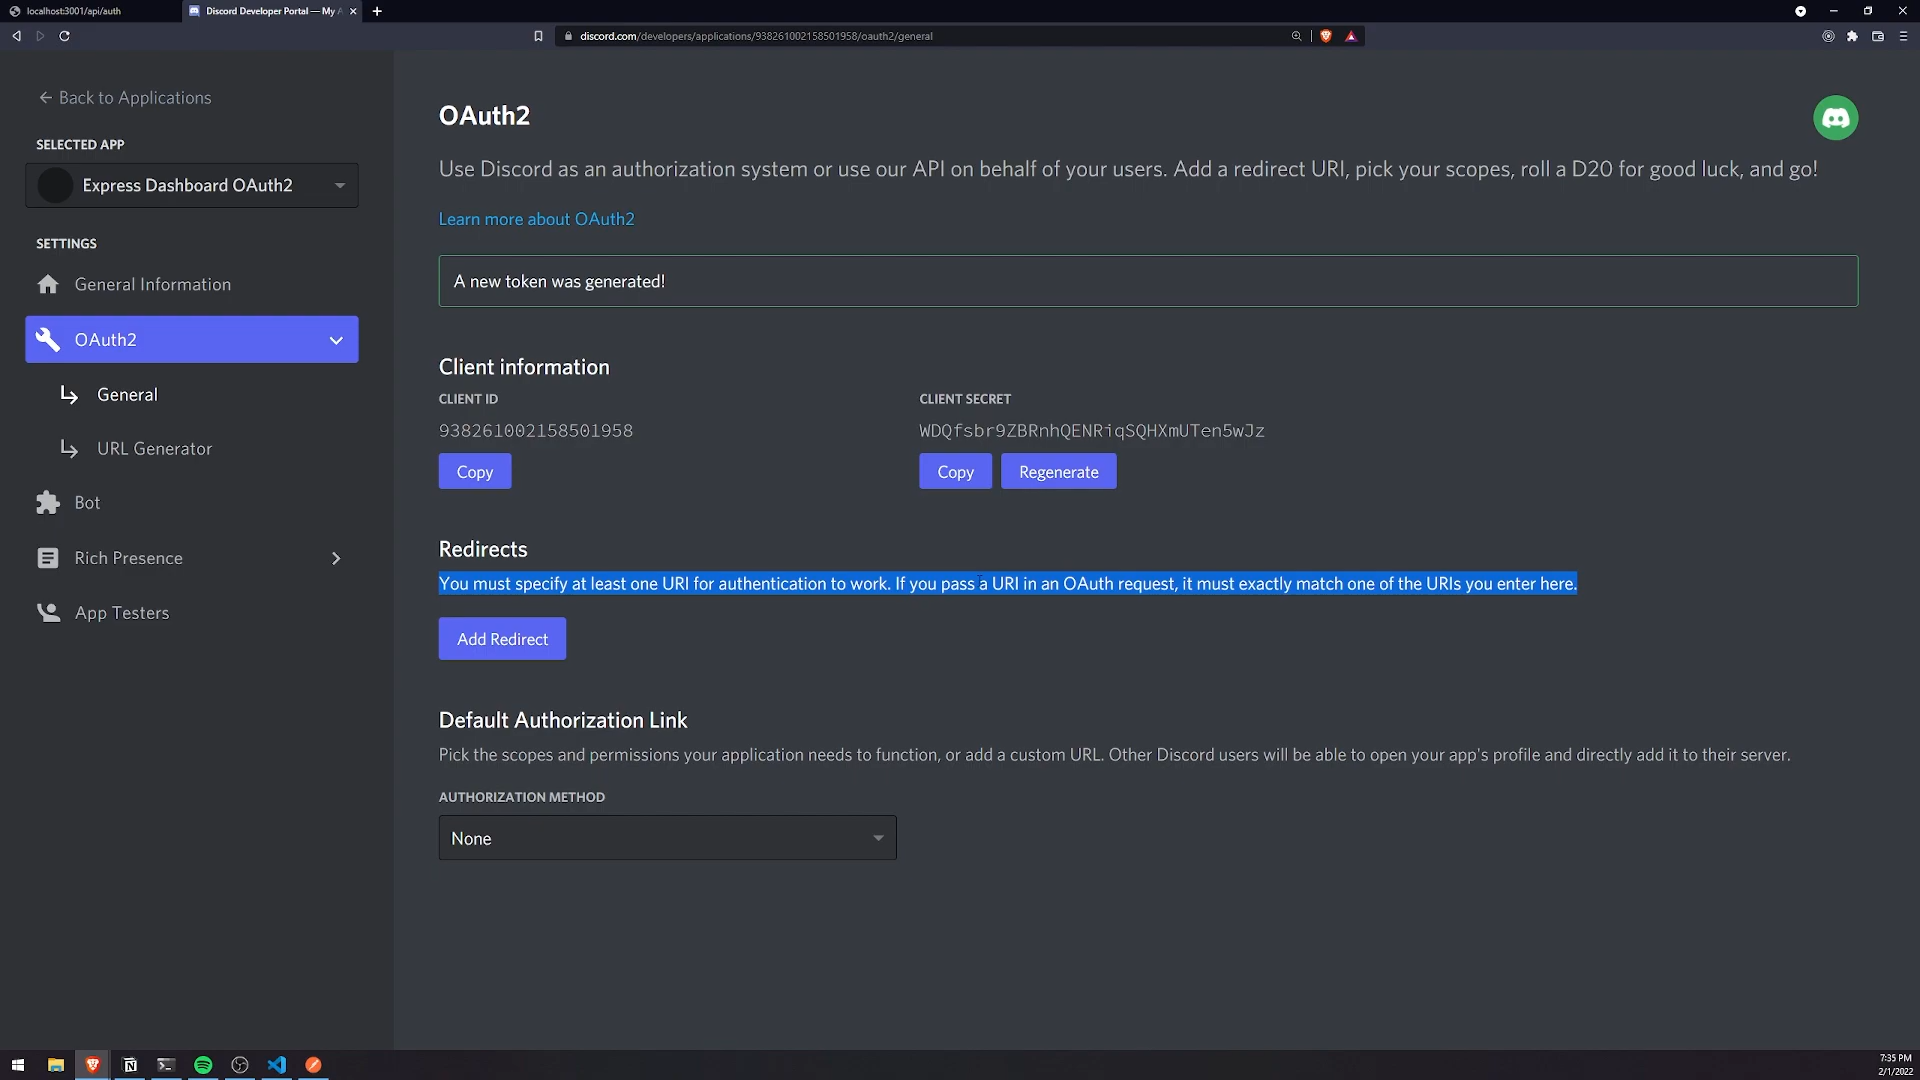 localhost:3001/api/auth
Discord Developer Portal — My A
discord.com/developers/applications/938261002158501958/oauth2/general
Back to Applications
SELECTED APP
Express Dashboard OAuth2
SETTINGS
General Information
OAuth2
General
URL Generator
Bot
Rich Presence
App Testers
OAuth2
Use Discord as an authorization system or use our API on behalf of your users. Add a redirect URI, pick your scopes, roll a D20 for good luck, and go!
Learn more about OAuth2
A new token was generated!
Client information
CLIENT ID
CLIENT SECRET
938261002158501958
WDQfsbr9ZBRnhQENRiqSQHXmUTen5wJz
Copy
Copy
Regenerate
Redirects
You must specify at least one URI for authentication to work. If you pass a URI in an OAuth request, it must exactly match one of the URIs you enter here.
Add Redirect
Default Authorization Link
Pick the scopes and permissions your application needs to function, or add a custom URL. Other Discord users will be able to open your app's profile and directly add it to their server.
AUTHORIZATION METHOD
None
7:35 PM
2/1/2022